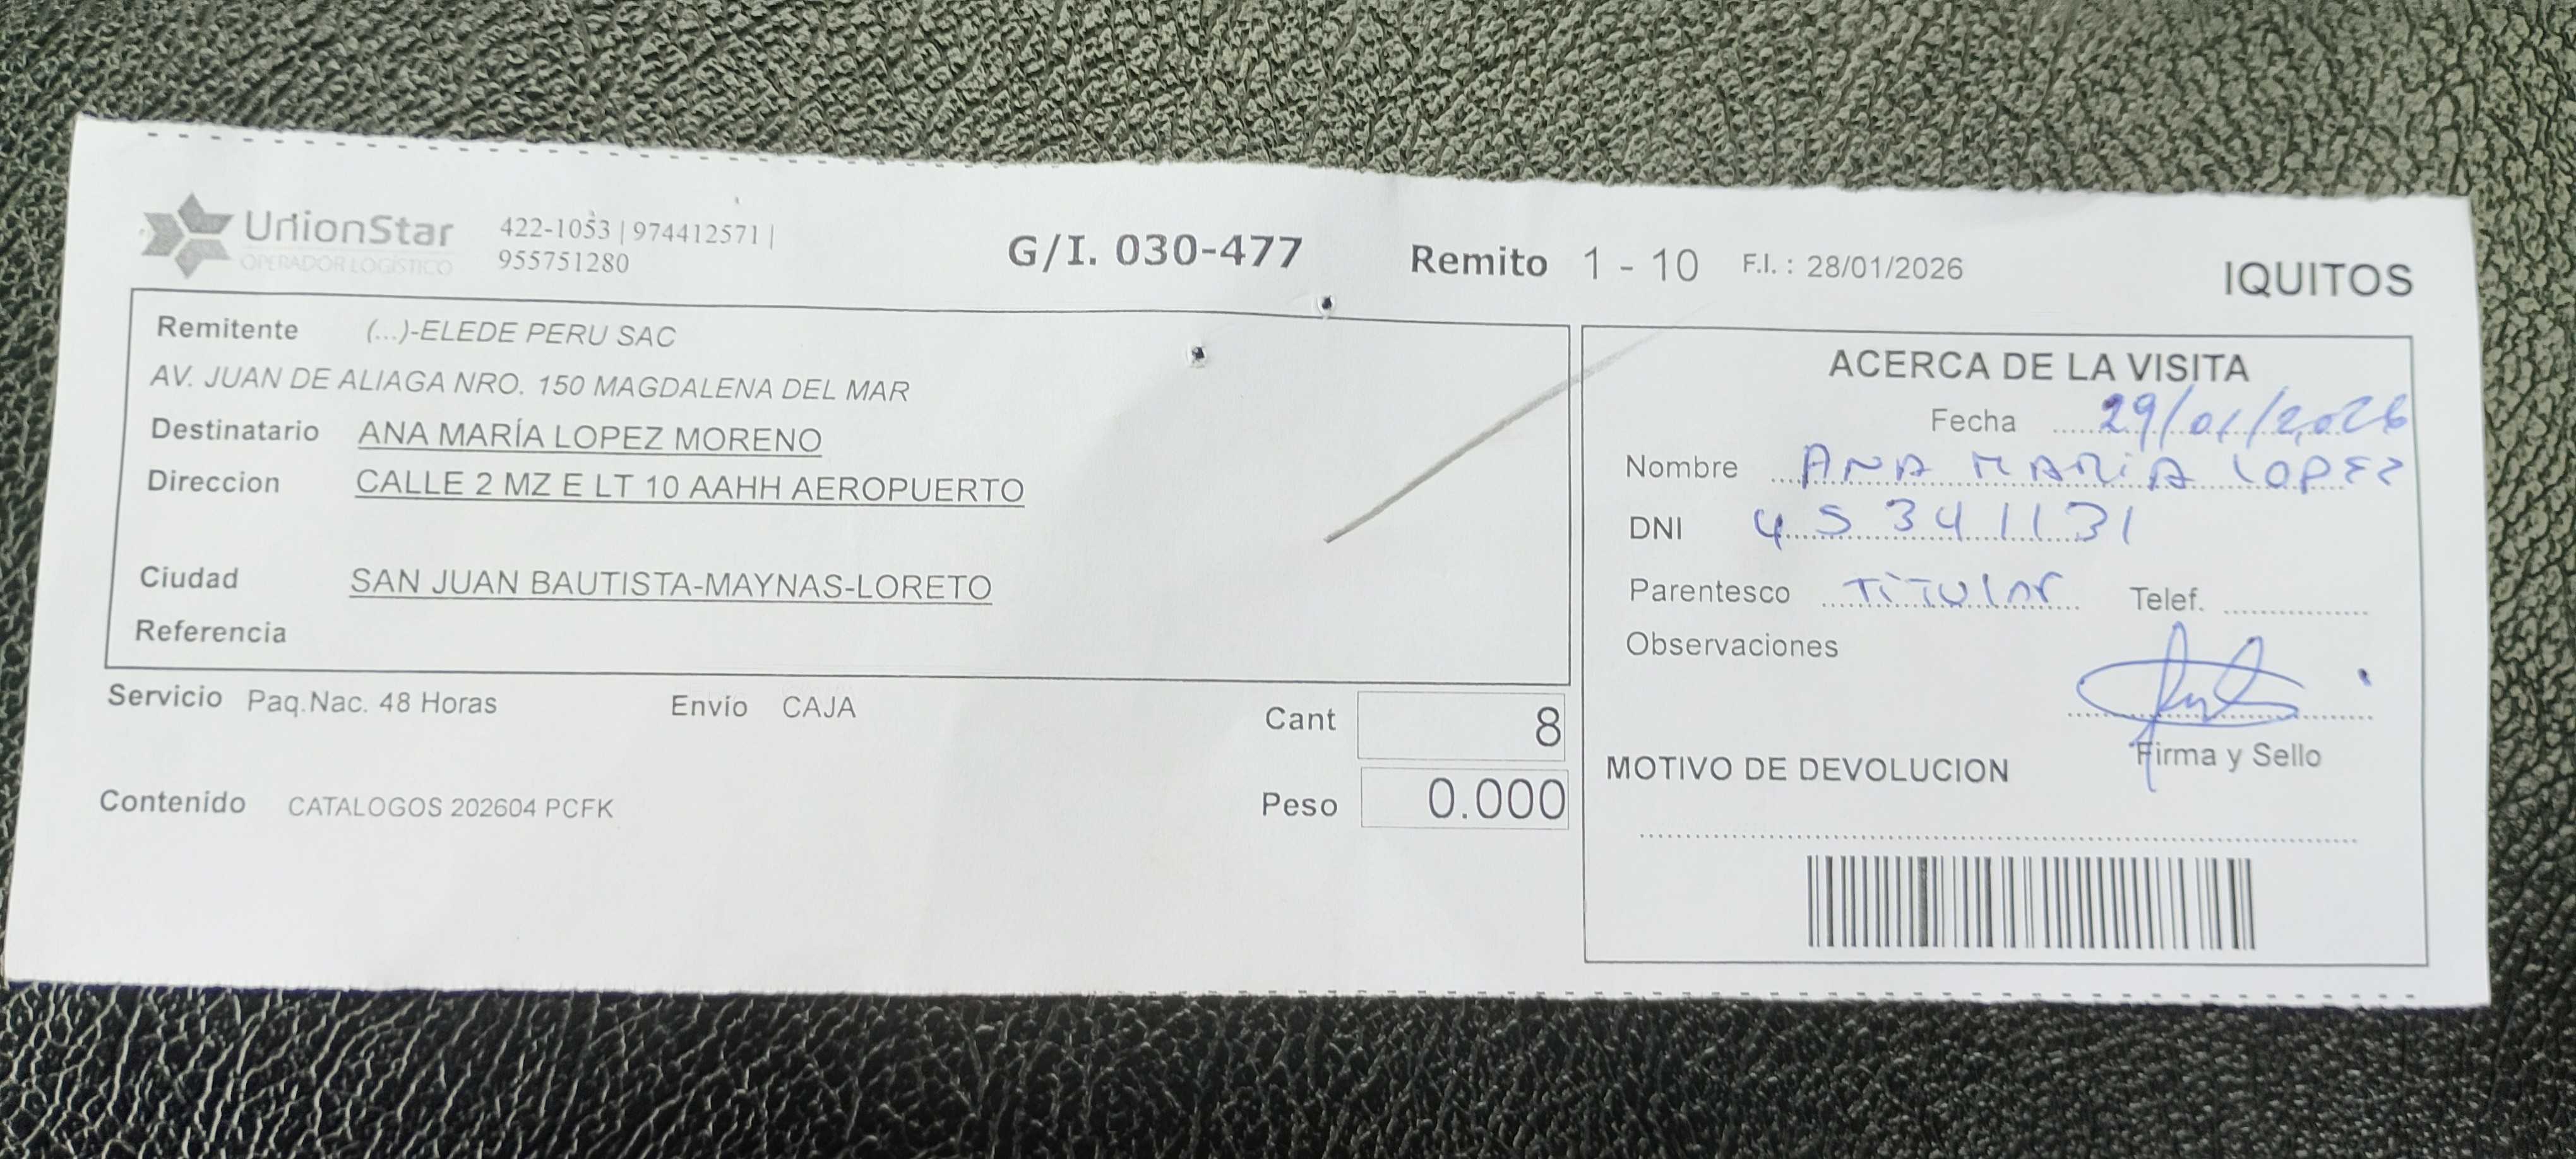 UnionStar
OPERADOR LOGÍSTICO
422-1053 | 974412571 |
955751280
G/I. 030-477
Remito 1 - 10 F.I. : 28/01/2026
IQUITOS
Remitente (...)-ELEDE PERU SAC
AV. JUAN DE ALIAGA NRO. 150 MAGDALENA DEL MAR
Destinatario ANA MARÍA LOPEZ MORENO
Direccion CALLE 2 MZ E LT 10 AAHH AEROPUERTO
Ciudad SAN JUAN BAUTISTA-MAYNAS-LORETO
Referencia
Servicio Paq.Nac. 48 Horas Envío CAJA
Cant 8
Contenido CATALOGOS 202604 PCFK
Peso 0.000
ACERCA DE LA VISITA
Fecha 29/01/2026
Nombre ANA MARiA LOPEZ
DNI 45341131
Parentesco TiTULAr Telef.
Observaciones
Firma y Sello
MOTIVO DE DEVOLUCION